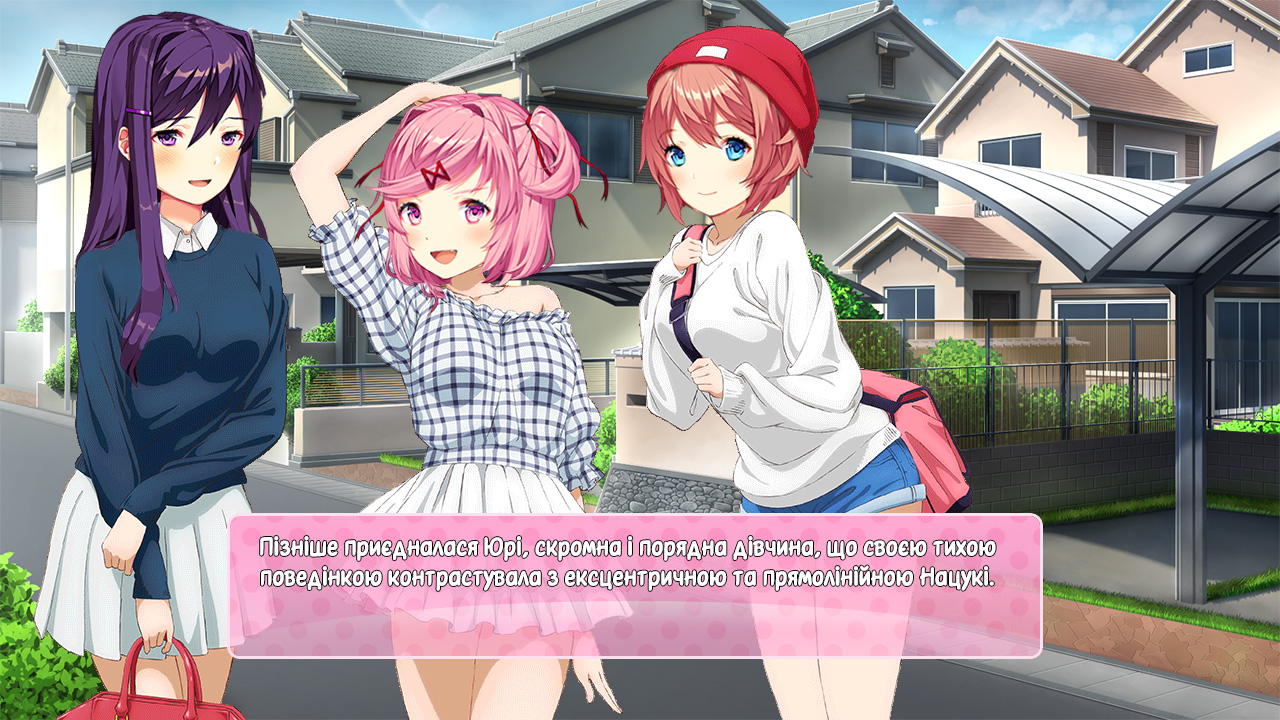 Пізніше приєдналася Юрі, скромна і порядна дівчина, що своєю тихою
поведінкою контрастувала з ексцентричною та прямолінійною Нацукі.